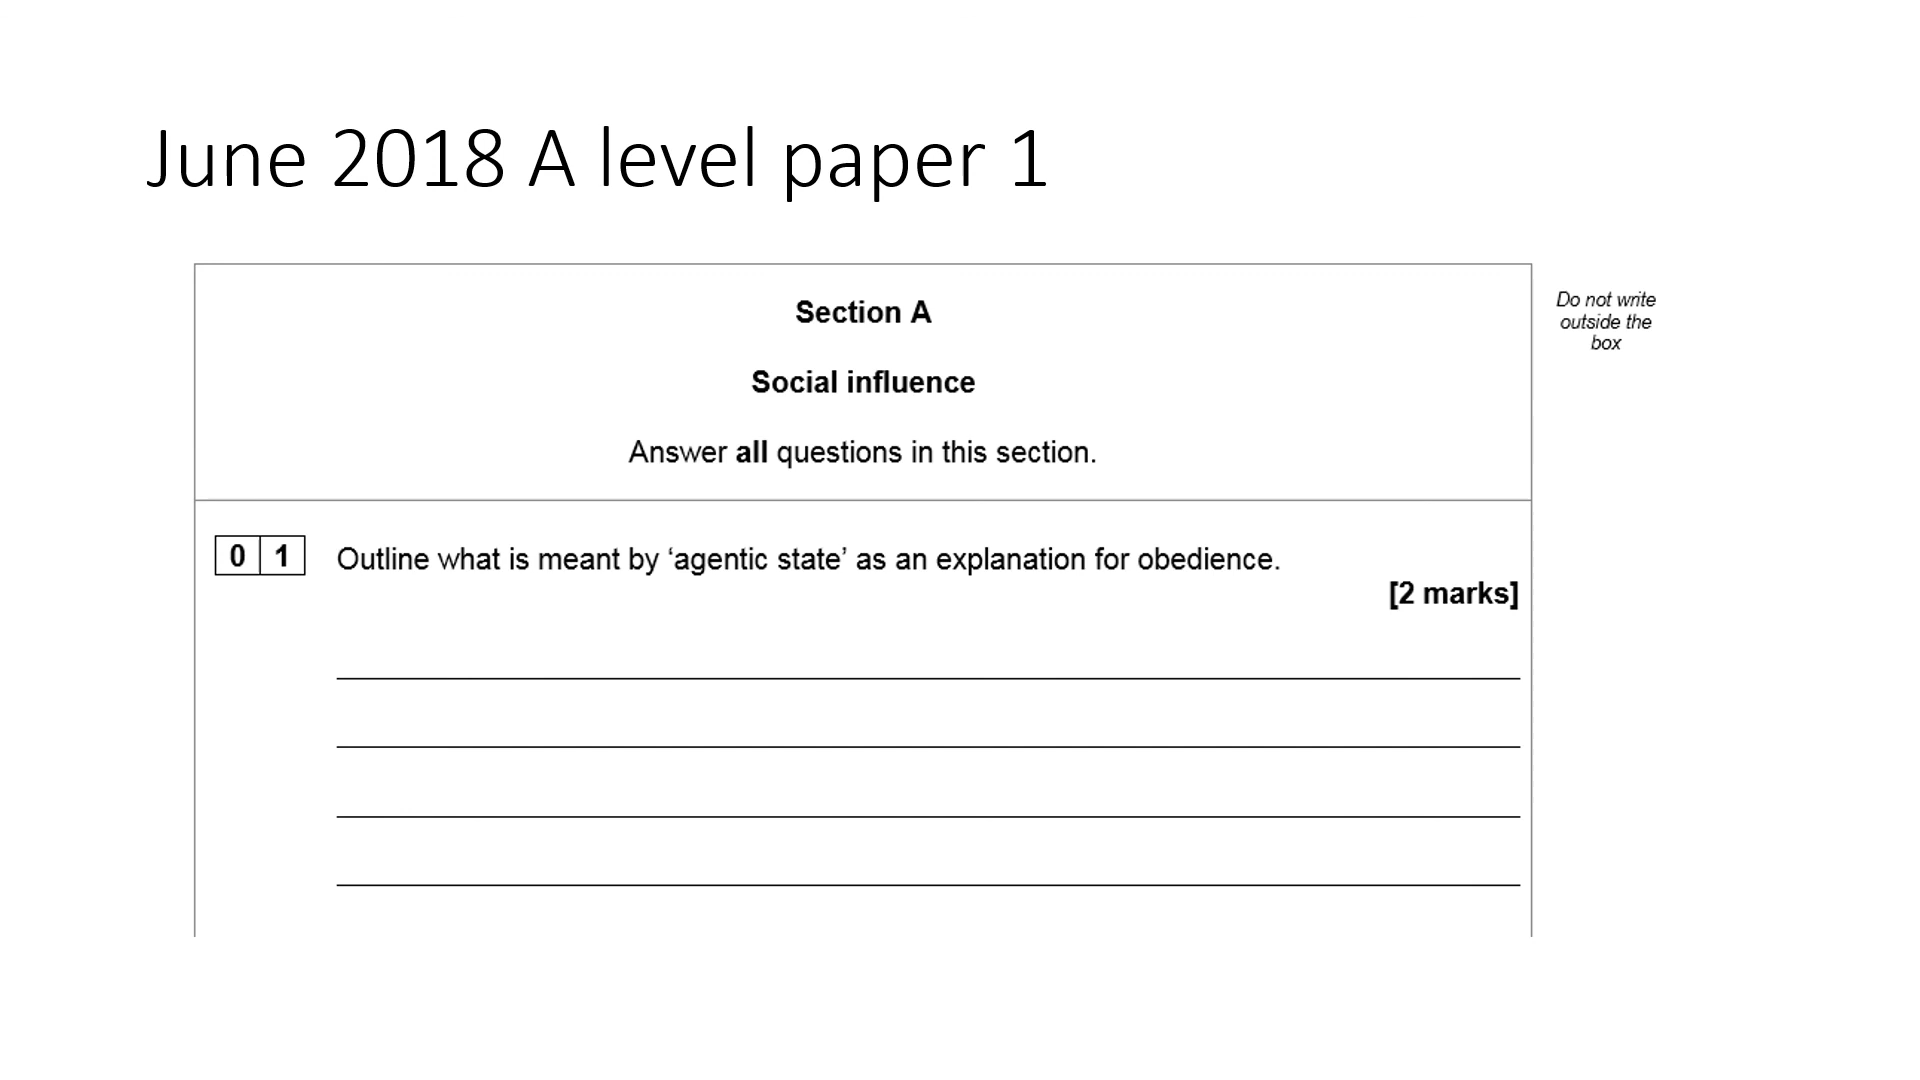 June 2018 A level paper 1
Do not write
outside the
box
Section A
Social influence
Answer all questions in this section.
0 1 Outline what is meant by ‘agentic state’ as an explanation for obedience.
[2 marks]